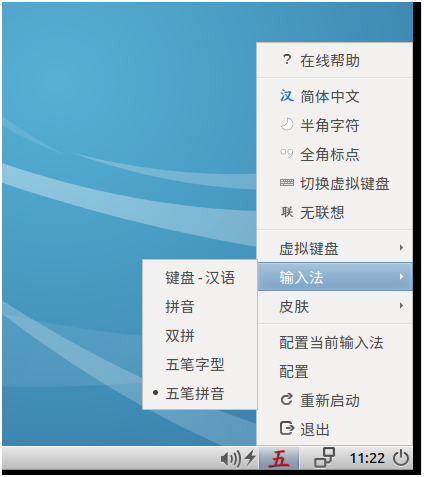 ? 在线帮助
汉 简体中文
半角字符
全角标点
切换虚拟键盘
联 无联想
虚拟键盘
输入法
皮肤
键盘 - 汉语
拼音
双拼
五笔字型
• 五笔拼音
配置当前输入法
配置
重新启动
退出
五
11:22